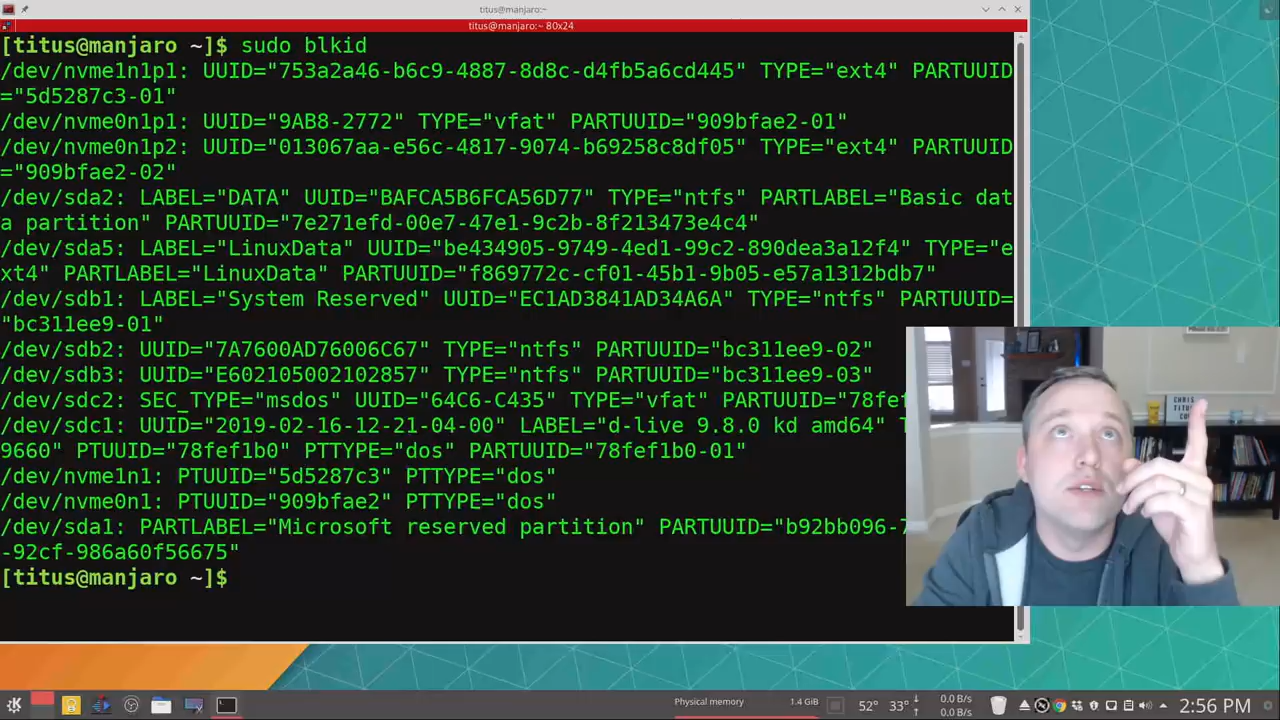 titus@manjaro:~
titus@manjaro:~ 80x24
[titus@manjaro ~]$ sudo blkid
/dev/nvme1n1p1: UUID="753a2a46-b6c9-4887-8d8c-d4fb5a6cd445" TYPE="ext4" PARTUUID
="5d5287c3-01"
/dev/nvme0n1p1: UUID="9AB8-2772" TYPE="vfat" PARTUUID="909bfae2-01"
/dev/nvme0n1p2: UUID="013067aa-e56c-4817-9074-b69258c8df05" TYPE="ext4" PARTUUID
="909bfae2-02"
/dev/sda2: LABEL="DATA" UUID="BAFCA5B6FCA56D77" TYPE="ntfs" PARTLABEL="Basic dat
a partition" PARTUUID="7e271efd-00e7-47e1-9c2b-8f213473e4c4"
/dev/sda5: LABEL="LinuxData" UUID="be434905-9749-4ed1-99c2-890dea3a12f4" TYPE="e
xt4" PARTLABEL="LinuxData" PARTUUID="f869772c-cf01-45b1-9b05-e57a1312bdb7"
/dev/sdb1: LABEL="System Reserved" UUID="EC1AD3841AD34A6A" TYPE="ntfs" PARTUUID=
"bc311ee9-01"
/dev/sdb2: UUID="7A7600AD76006C67" TYPE="ntfs" PARTUUID="bc311ee9-02"
/dev/sdb3: UUID="E602105002102857" TYPE="ntfs" PARTUUID="bc311ee9-03"
/dev/sdc2: SEC_TYPE="msdos" UUID="64C6-C435" TYPE="vfat" PARTUUID="78fef
/dev/sdc1: UUID="2019-02-16-12-21-04-00" LABEL="d-live 9.8.0 kd amd64" T
9660" PTUUID="78fef1b0" PTTYPE="dos" PARTUUID="78fef1b0-01"
/dev/nvme1n1: PTUUID="5d5287c3" PTTYPE="dos"
/dev/nvme0n1: PTUUID="909bfae2" PTTYPE="dos"
/dev/sda1: PARTLABEL="Microsoft reserved partition" PARTUUID="b92bb096-7
-92cf-986a60f56675"
[titus@manjaro ~]$
CHRIS
TITUS
Physical memory
1.4 GiB
52°
33°
0.0 B/s
0.0 B/s
2:56 PM